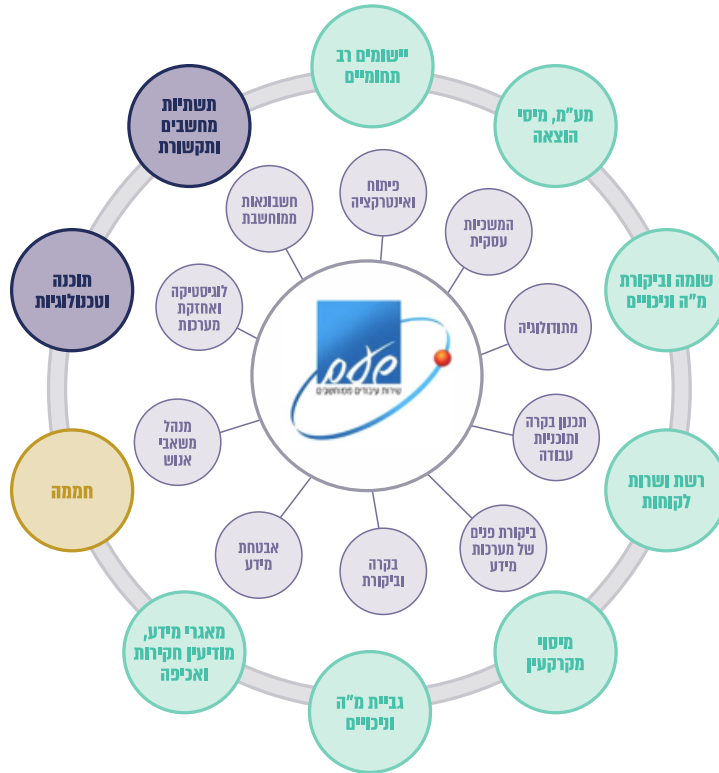 יישומים רב
תחומיים
מע"מ, מיסי
הוצאה
שומה וביקורת
מ"ה וניכויים
רשת ושרות
לקוחות
מיסוי
מקרקעין
גביית מ"ה
וניכויים
מאגרי מידע,
מודיעין חקירות
ואכיפה
חממה
תוכנה
וטכנולוגיות
תשתיות
מחשבים
ותקשורת
פיתוח
ואינטרקציה
המשכיות
עסקית
מתודולוגיה
תכנון בקרה
ותוכניות
עבודה
ביקורת פנים
של מערכות
מידע
בקרה
וביקורת
אבטחת
מידע
מנהל
משאבי
אנוש
לוגיסטיקה
ואחזקת
מערכות
חשבונאות
ממוחשבת
שעם
שירות עיבודים ממוחשבים